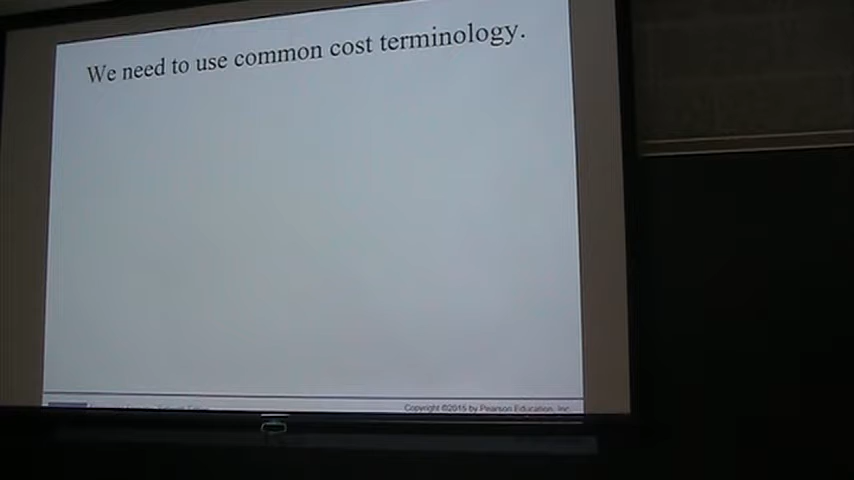 We need to use common cost terminology.
Copyright ©2015 by Pearson Education, Inc.